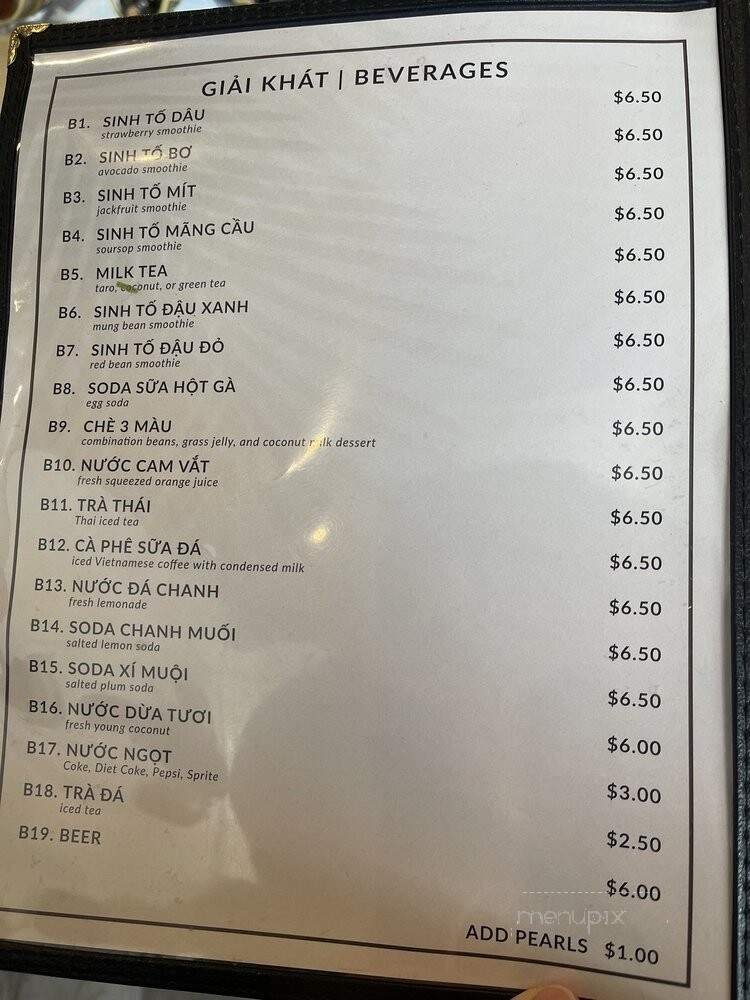 GIẢI KHÁT | BEVERAGES
B1. SINH TỐ DÂU $6.50
strawberry smoothie
B2. SINH TỐ BƠ $6.50
avocado smoothie
B3. SINH TỐ MÍT $6.50
jackfruit smoothie
B4. SINH TỐ MÃNG CẦU $6.50
soursop smoothie
B5. MILK TEA $6.50
taro, coconut, or green tea
B6. SINH TỐ ĐẬU XANH $6.50
mung bean smoothie
B7. SINH TỐ ĐẬU ĐỎ $6.50
red bean smoothie
B8. SODA SỮA HỘT GÀ $6.50
egg soda
B9. CHÈ 3 MÀU $6.50
combination beans, grass jelly, and coconut milk dessert
B10. NƯỚC CAM VẮT $6.50
fresh squeezed orange juice
B11. TRÀ THÁI $6.50
Thai iced tea
B12. CÀ PHÊ SỮA ĐÁ $6.50
iced Vietnamese coffee with condensed milk
B13. NƯỚC ĐÁ CHANH $6.50
fresh lemonade
B14. SODA CHANH MUỐI $6.50
salted lemon soda
B15. SODA XÍ MUỘI $6.50
salted plum soda
B16. NƯỚC DỪA TƯƠI $6.00
fresh young coconut
B17. NƯỚC NGỌT $3.00
Coke, Diet Coke, Pepsi, Sprite
B18. TRÀ ĐÁ $2.50
iced tea
B19. BEER $6.00
menupix
ADD PEARLS $1.00